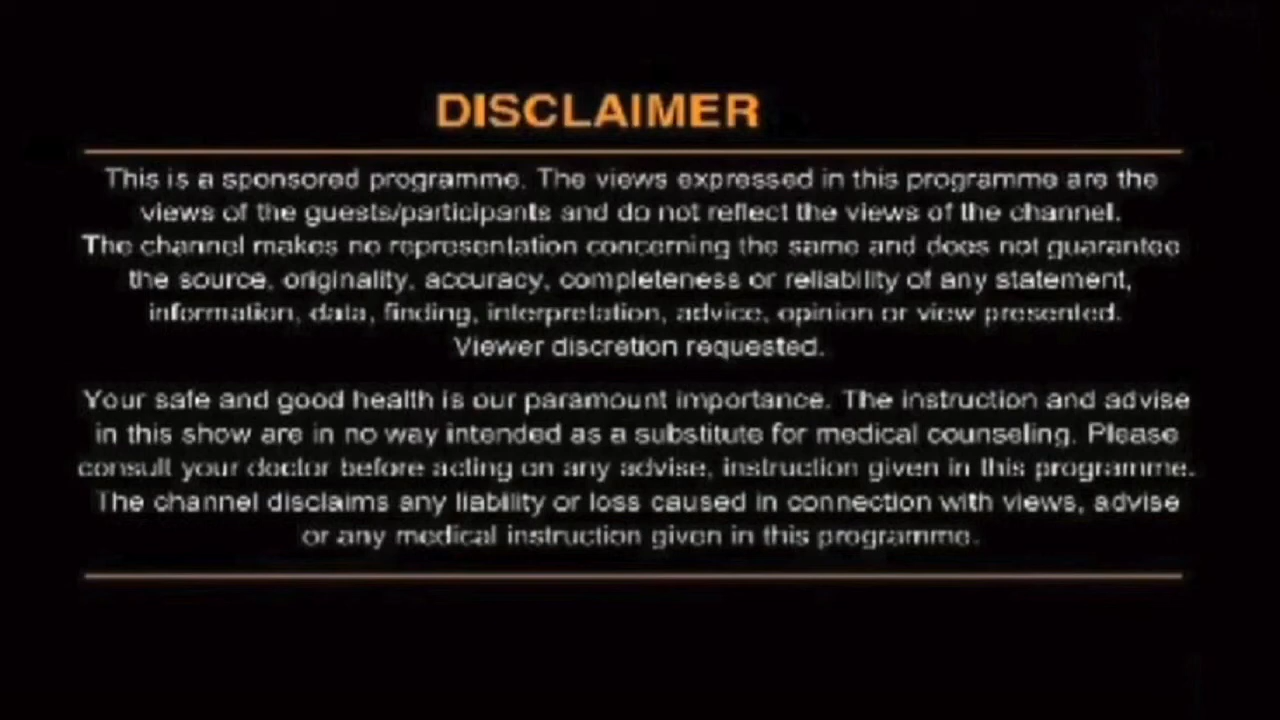 DISCLAIMER
This is a sponsored programme. The views expressed in this programme are the
views of the guests/participants and do not reflect the views of the channel.
The channel makes no representation concerning the same and does not guarantee
the source, originality, accuracy, completeness or reliability of any statement,
information, data, finding, interpretation, advice, opinion or view presented.
Viewer discretion requested.
Your safe and good health is our paramount importance. The instruction and advise
in this show are in no way intended as a substitute for medical counseling. Please
consult your doctor before acting on any advise, instruction given in this programme.
The channel disclaims any liability or loss caused in connection with views, advise
or any medical instruction given in this programme.